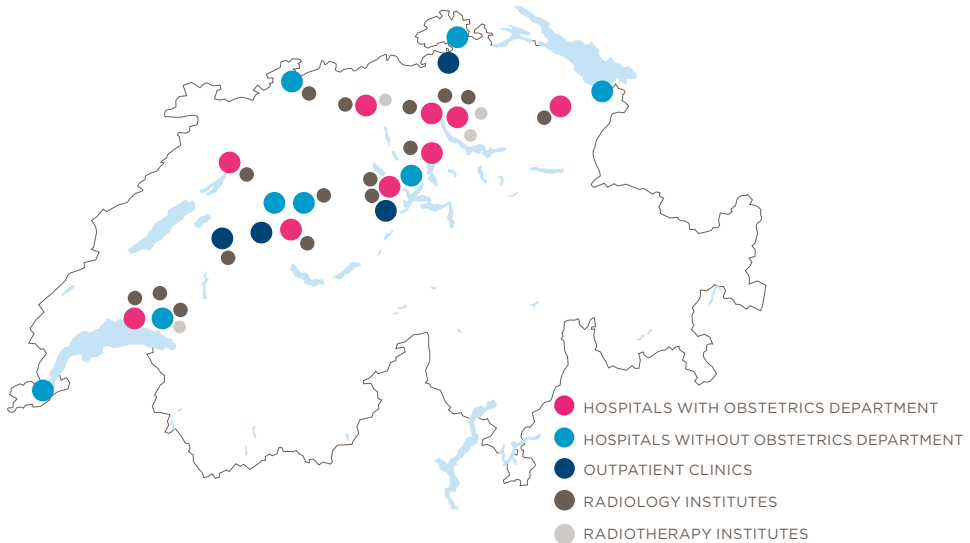 HOSPITALS WITH OBSTETRICS DEPARTMENT
HOSPITALS WITHOUT OBSTETRICS DEPARTMENT
OUTPATIENT CLINICS
RADIOLOGY INSTITUTES
RADIOTHERAPY INSTITUTES